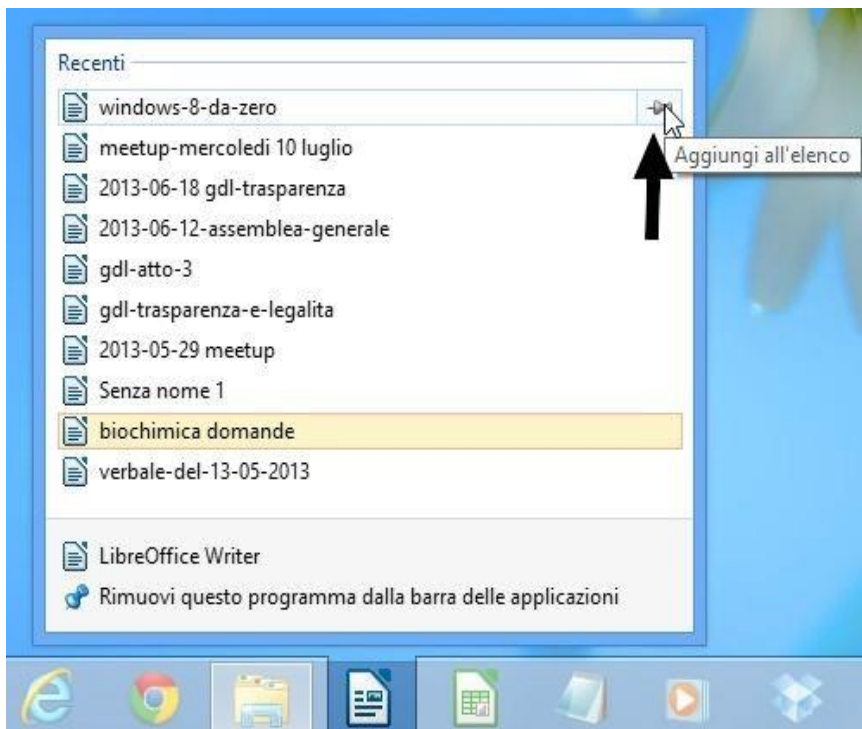 Recenti
windows-8-da-zero
Aggiungi all'elenco
meetup-mercoledi 10 luglio
2013-06-18 gdl-trasparenza
2013-06-12-assemblea-generale
gdl-atto-3
gdl-trasparenza-e-legalita
2013-05-29 meetup
Senza nome 1
biochimica domande
verbale-del-13-05-2013
LibreOffice Writer
Rimuovi questo programma dalla barra delle applicazioni